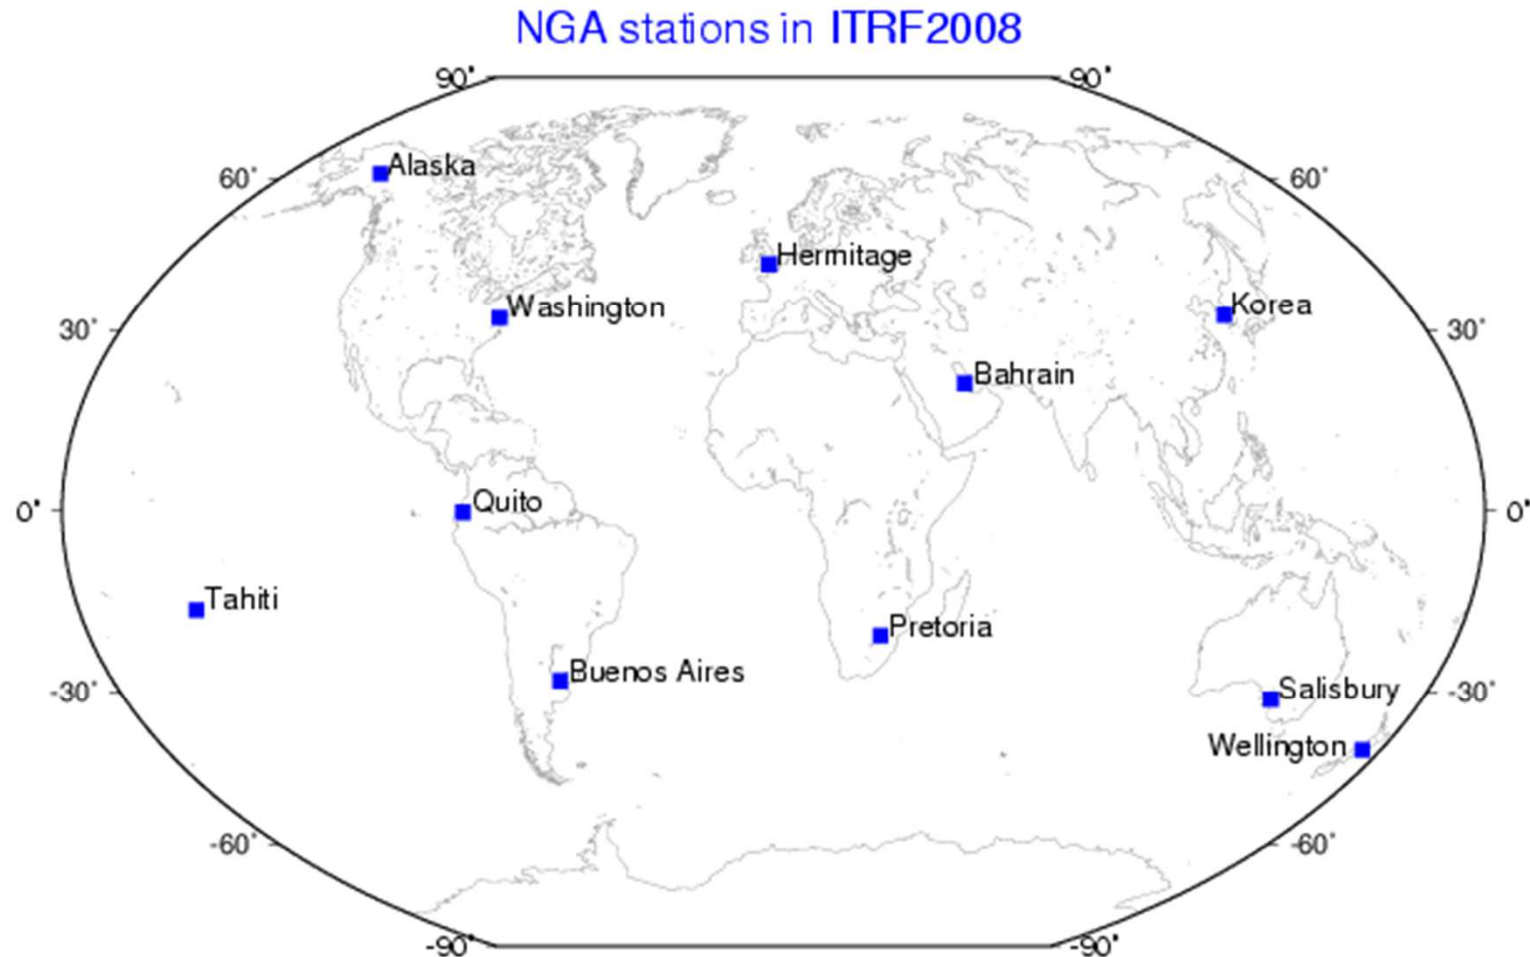 NGA stations in ITRF2008
90° 90°
Alaska
60° 60°
Hermitage
Washington
Korea
30° 30°
Bahrain
Quito
0° 0°
Tahiti
Pretoria
Buenos Aires
-30° Salisbury -30°
Wellington
-60° -60°
-90° -90°